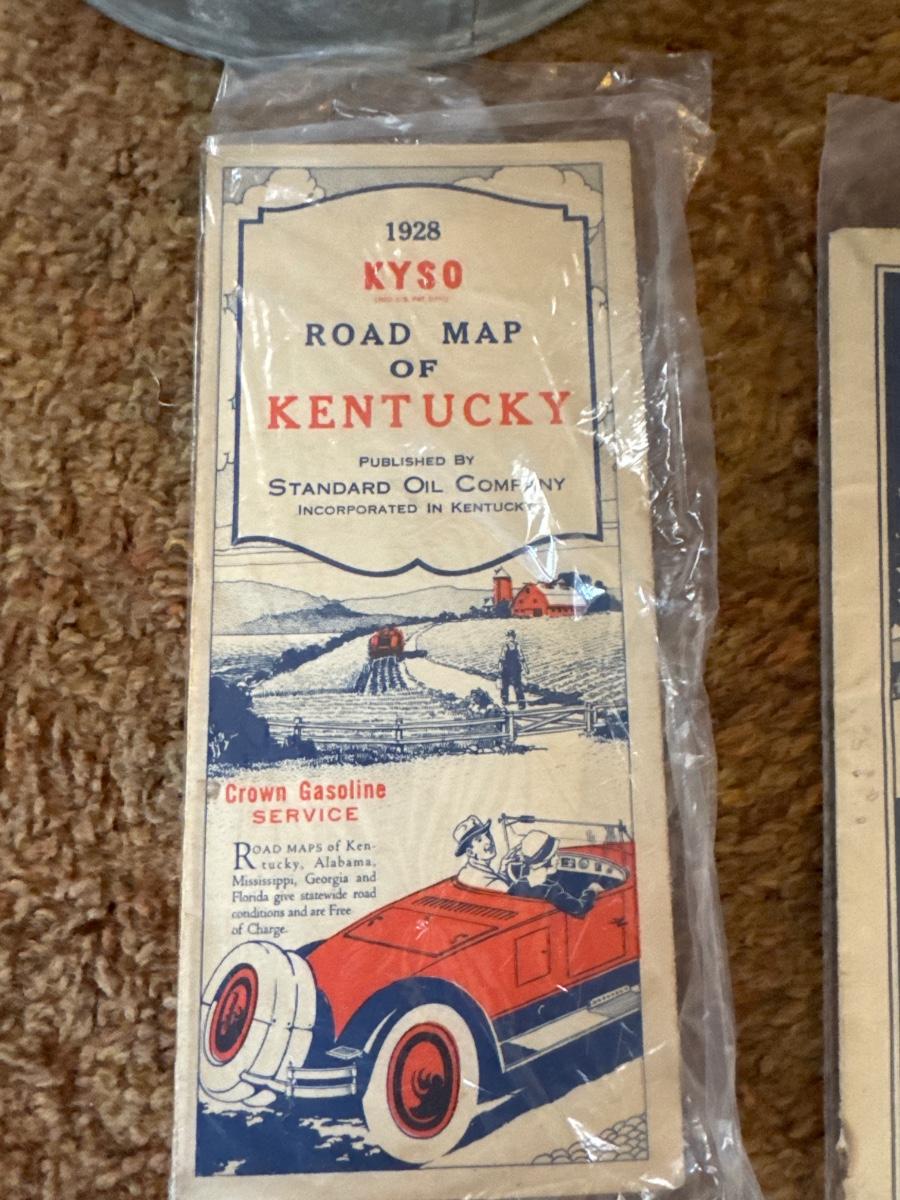 1928
KYSO
ROAD MAP
OF
KENTUCKY
PUBLISHED BY
STANDARD OIL COMPANY
INCORPORATED IN KENTUCKY
Crown Gasoline
SERVICE
ROAD MAPS of Ken-
tucky, Alabama,
Mississippi, Georgia and
Florida give statewide road
conditions and are Free
of Charge.